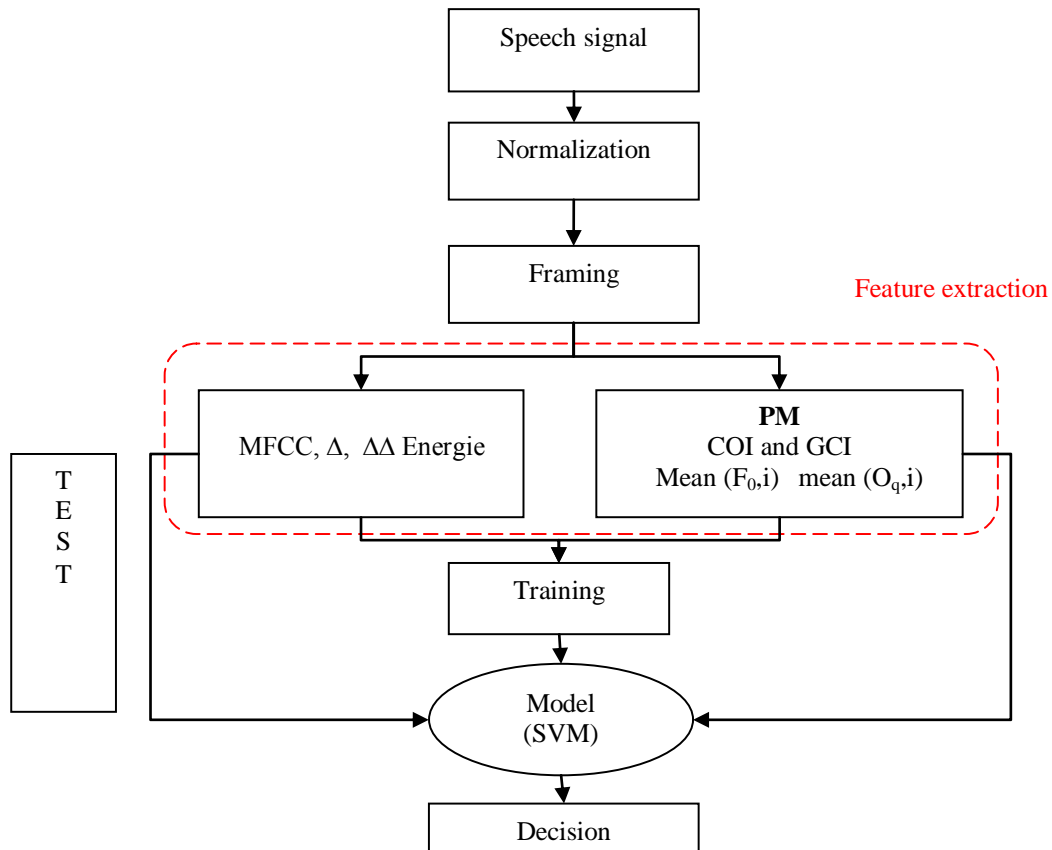 Speech signal
Normalization
Framing
Feature extraction
MFCC, Δ, ΔΔ Energie
PM
COI and GCI
Mean (F0,i) mean (Oq,i)
T
E
S
T
Training
Model
(SVM)
Decision